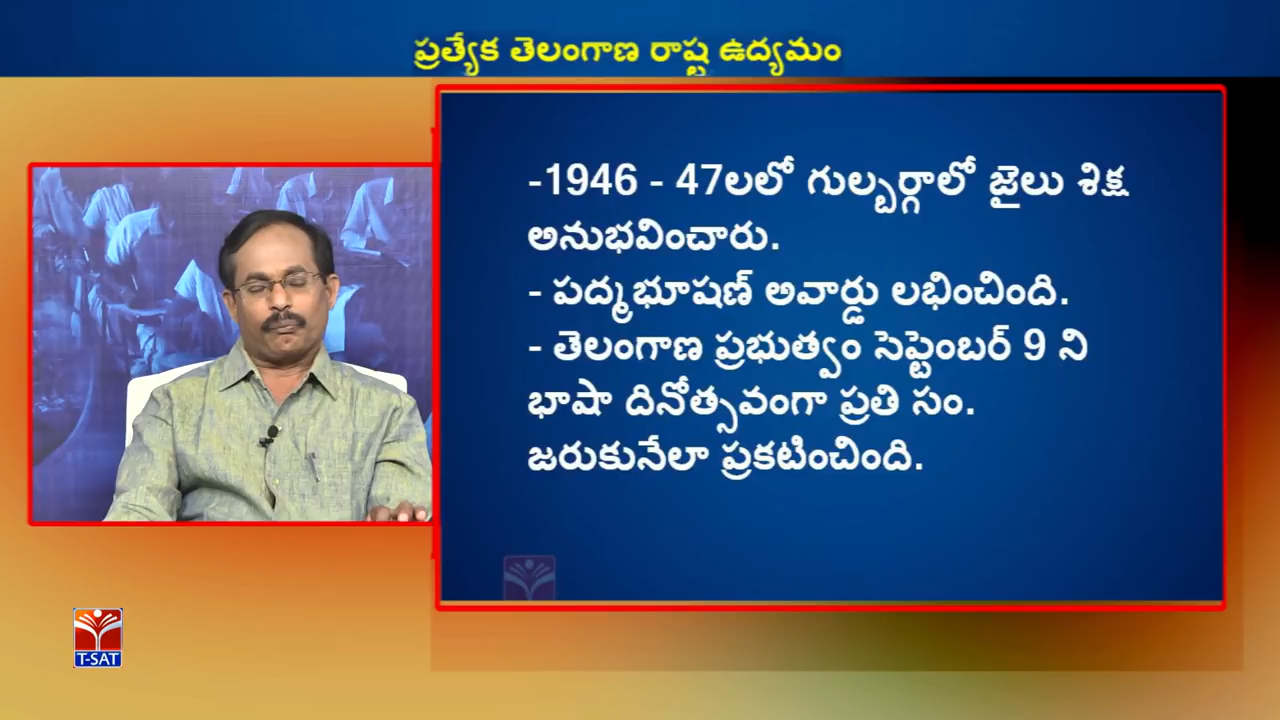 ప్రత్యేక తెలంగాణ రాష్ట ఉద్యమం
-1946 - 47లలో గుల్బర్గాలో జైలు శిక్ష
అనుభవించారు.
- పద్మభూషణ్ అవార్డు లభించింది.
- తెలంగాణ ప్రభుత్వం సెప్టెంబర్ 9 ని
భాషా దినోత్సవంగా ప్రతి సం.
జరుకునేలా ప్రకటించింది.
T-SAT